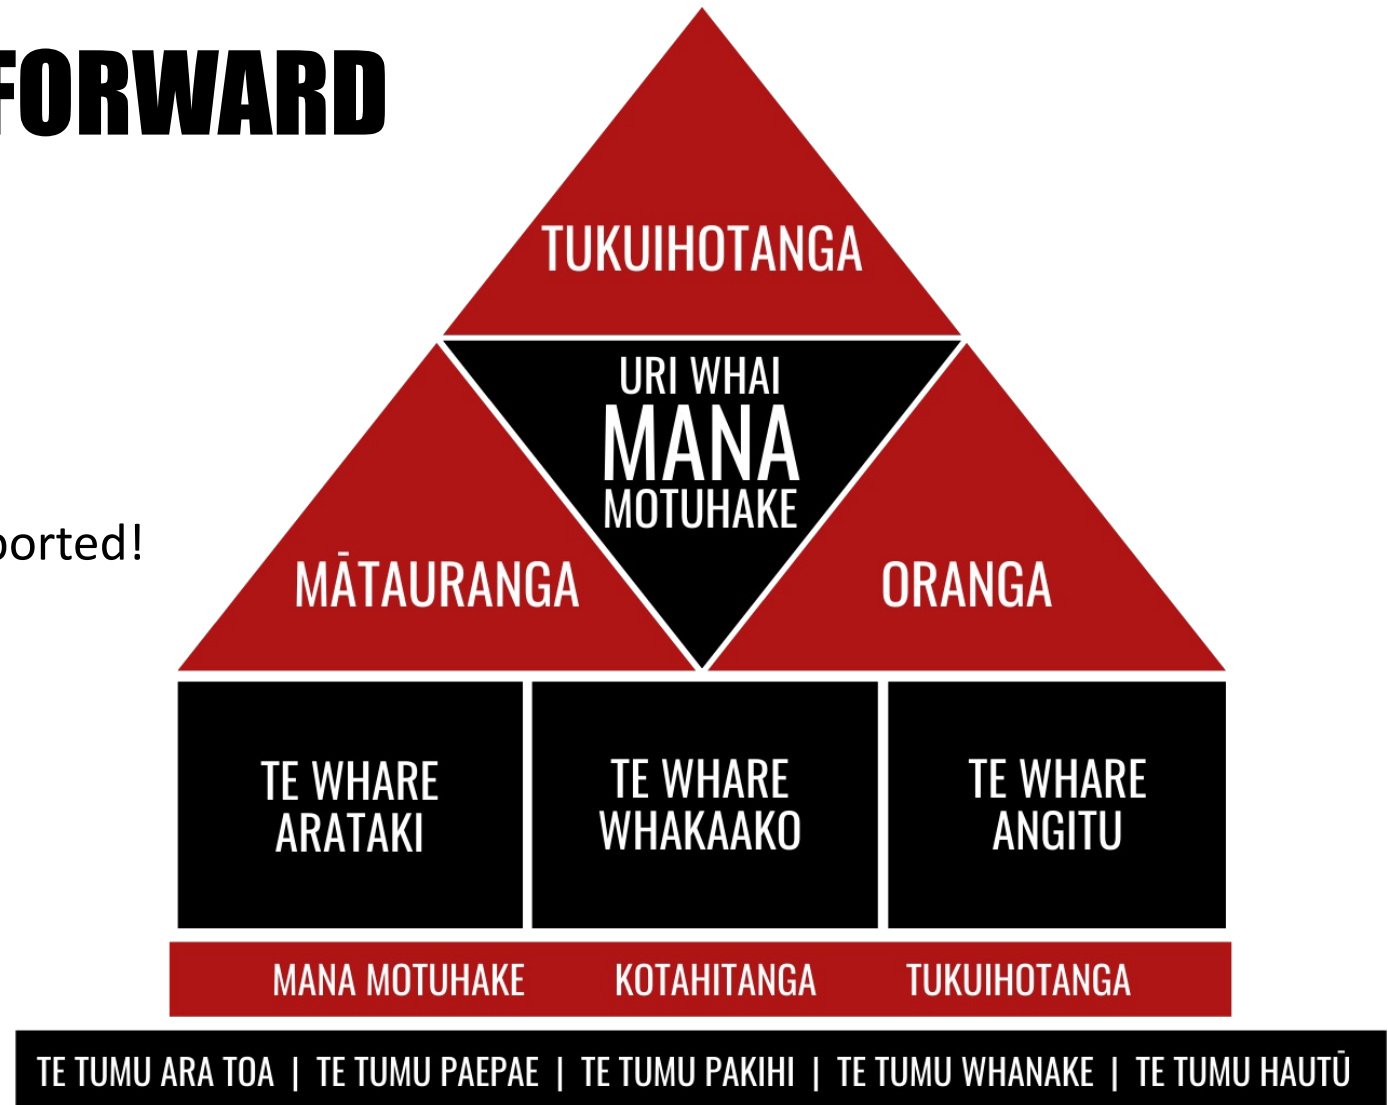 FORWARD
TUKUIHOTANGA
URI WHAI
MANA
MOTUHAKE
ported!
MĀTAURANGA
ORANGA
TE WHARE
ARATAKI
TE WHARE
WHAKAAKO
TE WHARE
ANGITU
MANA MOTUHAKE KOTAHITANGA TUKUIHOTANGA
TE TUMU ARA TOA | TE TUMU PAEPAE | TE TUMU PAKIHI | TE TUMU WHANAKE | TE TUMU HAUTŪ